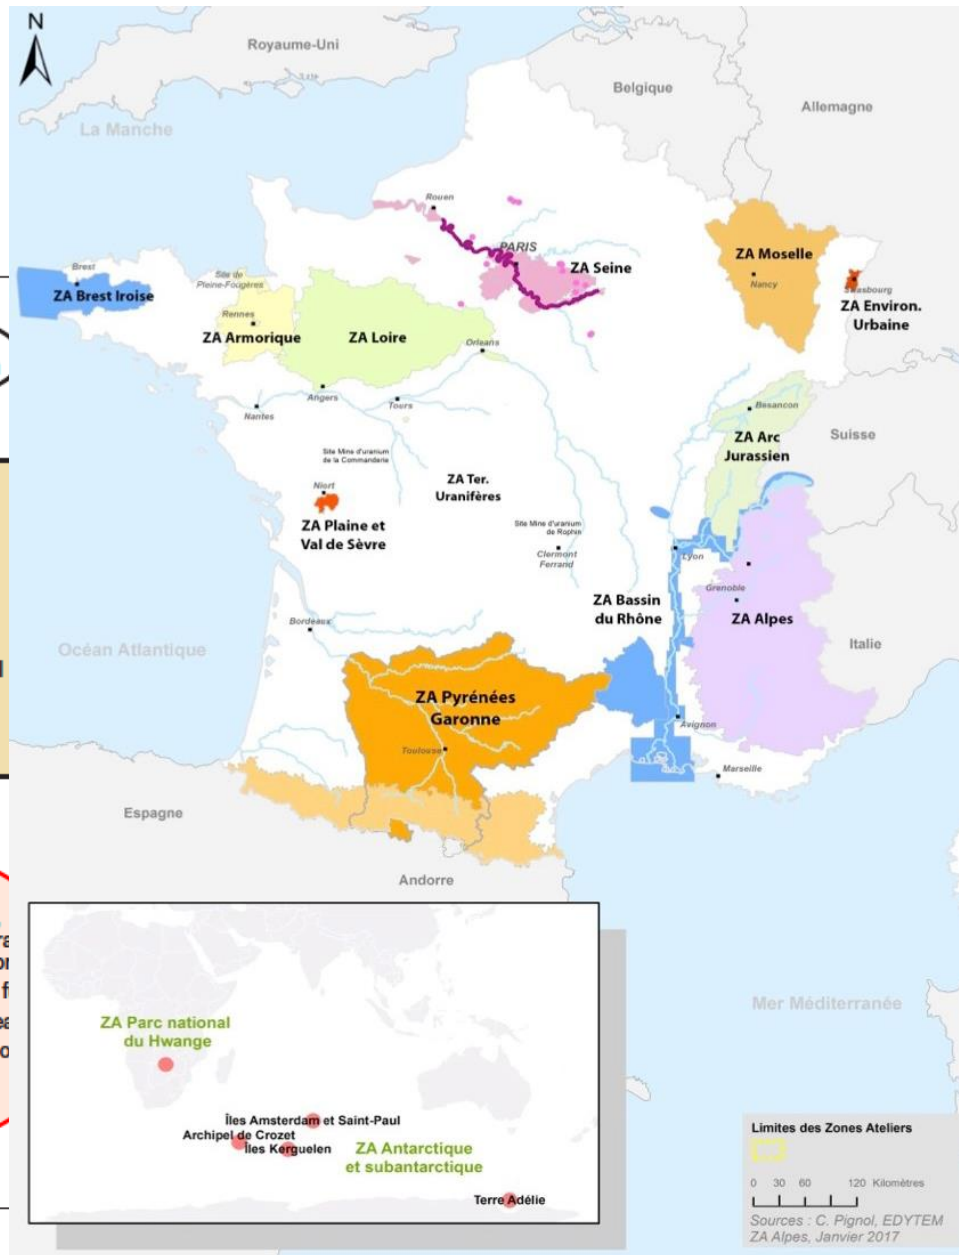 N
Royaume-Uni
Belgique
Allemagne
La Manche
Rouen
PARIS
ZA Seine
ZA Moselle
Nancy
Strasbourg
ZA Environ.
Urbaine
Brest
ZA Brest Iroise
Site de
Pleine-Fougères
Rennes
ZA Armorique
ZA Loire
Orleans
Angers
Tours
Nantes
Besancon
ZA Arc
Jurassien
Suisse
Site Mine d'uranium
de la Commanderie
ZA Ter.
Uranifères
Niort
ZA Plaine et
Val de Sèvre
Site Mine d'uranium
de Rophin
Clermont
Ferrand
Lyon
Grenoble
ZA Bassin
du Rhône
ZA Alpes
Bordeaux
Océan Atlantique
Italie
ZA Pyrénées
Garonne
Toulouse
Avignon
Marseille
Espagne
Andorre
Mer Méditerranée
ZA Parc national
du Hwange
Îles Amsterdam et Saint-Paul
Archipel de Crozet
Îles Kerguelen
ZA Antarctique
et subantarctique
Terre Adélie
Limites des Zones Ateliers
0 30 60 120 Kilomètres
Sources : C. Pignol, EDYTEM
ZA Alpes, Janvier 2017